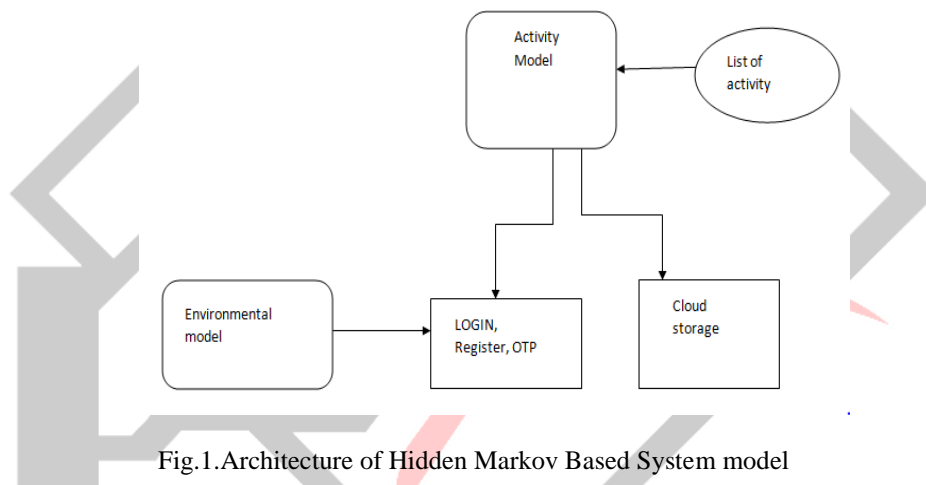 Activity
Model
List of
activity
Environmental
model
LOGIN,
Register, OTP
Cloud
storage
Fig.1.Architecture of Hidden Markov Based System model